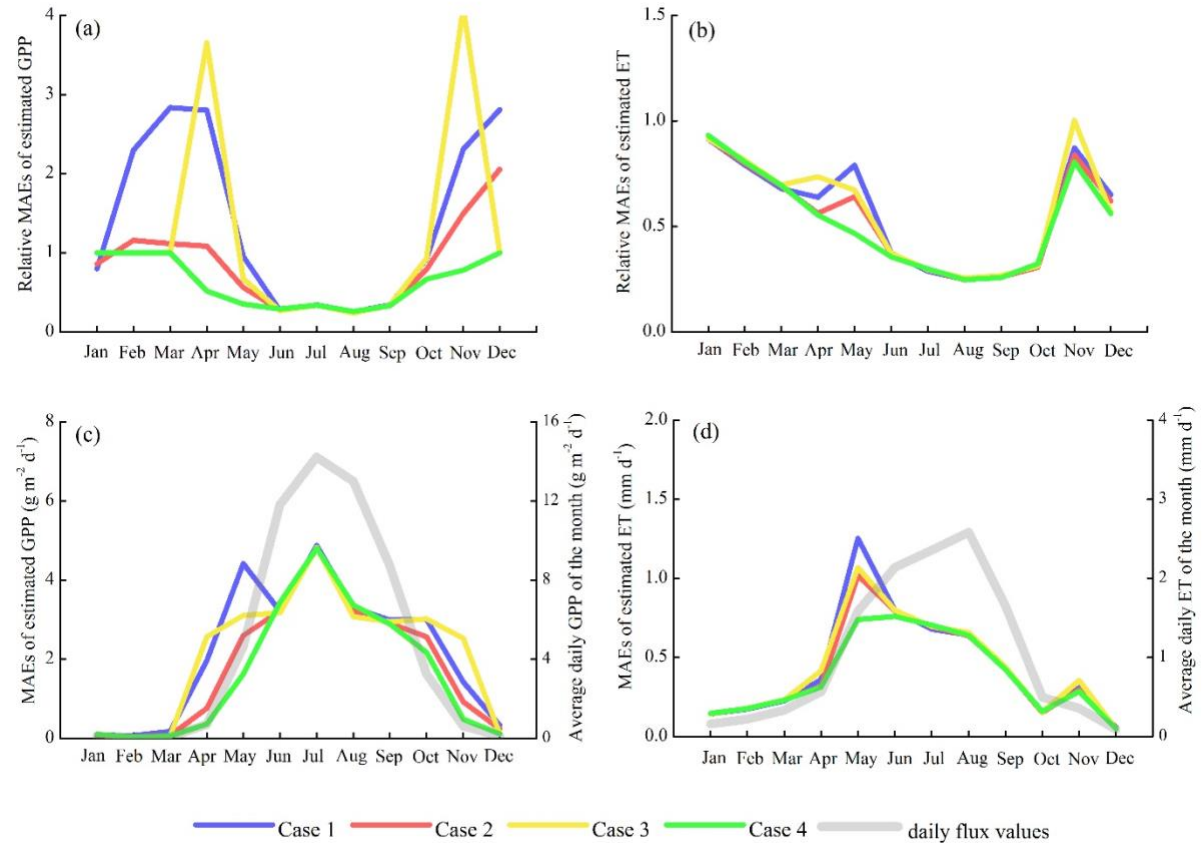 (a)
Relative MAEs of estimated GPP
4
3
2
1
0
Jan Feb Mar Apr May Jun Jul Aug Sep Oct Nov Dec
(b)
Relative MAEs of estimated ET
1.5
1.0
0.5
0.0
Jan Feb Mar Apr May Jun Jul Aug Sep Oct Nov Dec
(c)
MAEs of estimated GPP (g m⁻² d⁻¹)
8
6
4
2
0
Jan Feb Mar Apr May Jun Jul Aug Sep Oct Nov Dec
16
12
8
4
0
Average daily GPP of the month (g m⁻² d⁻¹)
(d)
MAEs of estimated ET (mm d⁻¹)
2.0
1.5
1.0
0.5
0.0
Jan Feb Mar Apr May Jun Jul Aug Sep Oct Nov Dec
4
3
2
1
0
Average daily ET of the month (mm d⁻¹)
Case 1 Case 2 Case 3 Case 4 daily flux values